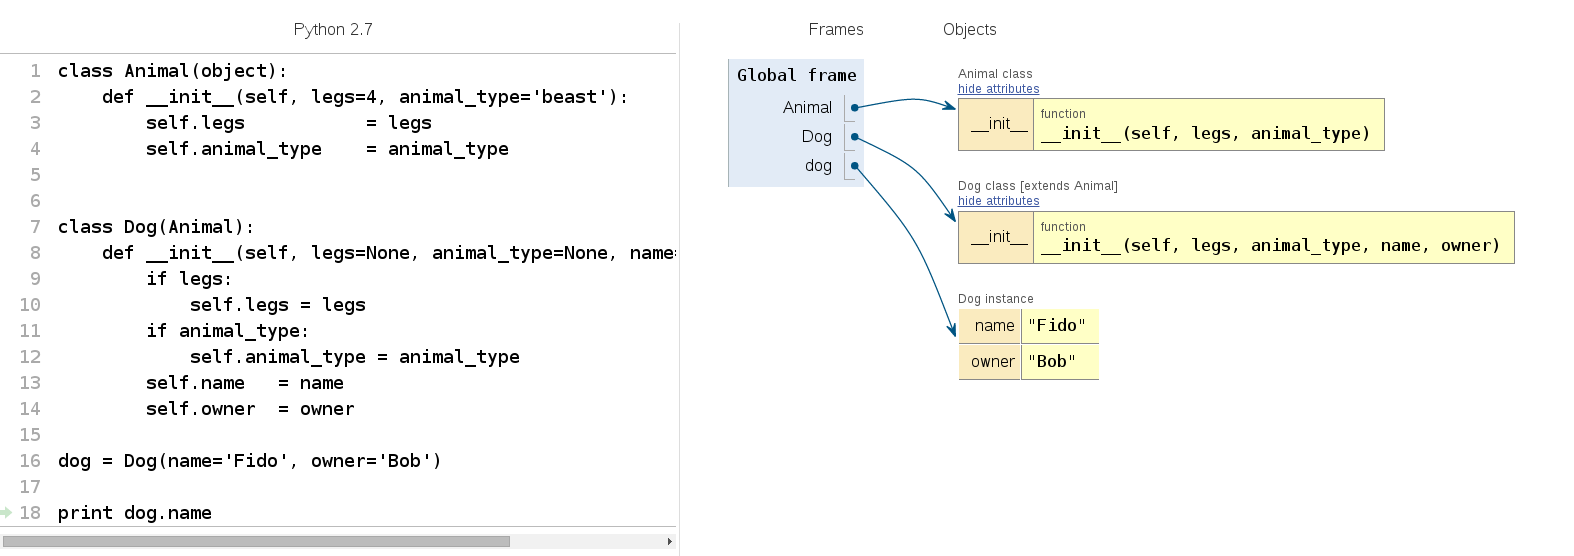 Python 2.7
1 class Animal(object):
2     def __init__(self, legs=4, animal_type='beast'):
3         self.legs           = legs
4         self.animal_type    = animal_type
5
6
7 class Dog(Animal):
8     def __init__(self, legs=None, animal_type=None, name=
9         if legs:
10             self.legs = legs
11         if animal_type:
12             self.animal_type = animal_type
13         self.name   = name
14         self.owner  = owner
15
16 dog = Dog(name='Fido', owner='Bob')
17
18 print dog.name
Frames
Objects
Global frame
Animal
Dog
dog
Animal class
hide attributes
__init__
function
__init__(self, legs, animal_type)
Dog class [extends Animal]
hide attributes
__init__
function
__init__(self, legs, animal_type, name, owner)
Dog instance
name "Fido"
owner "Bob"